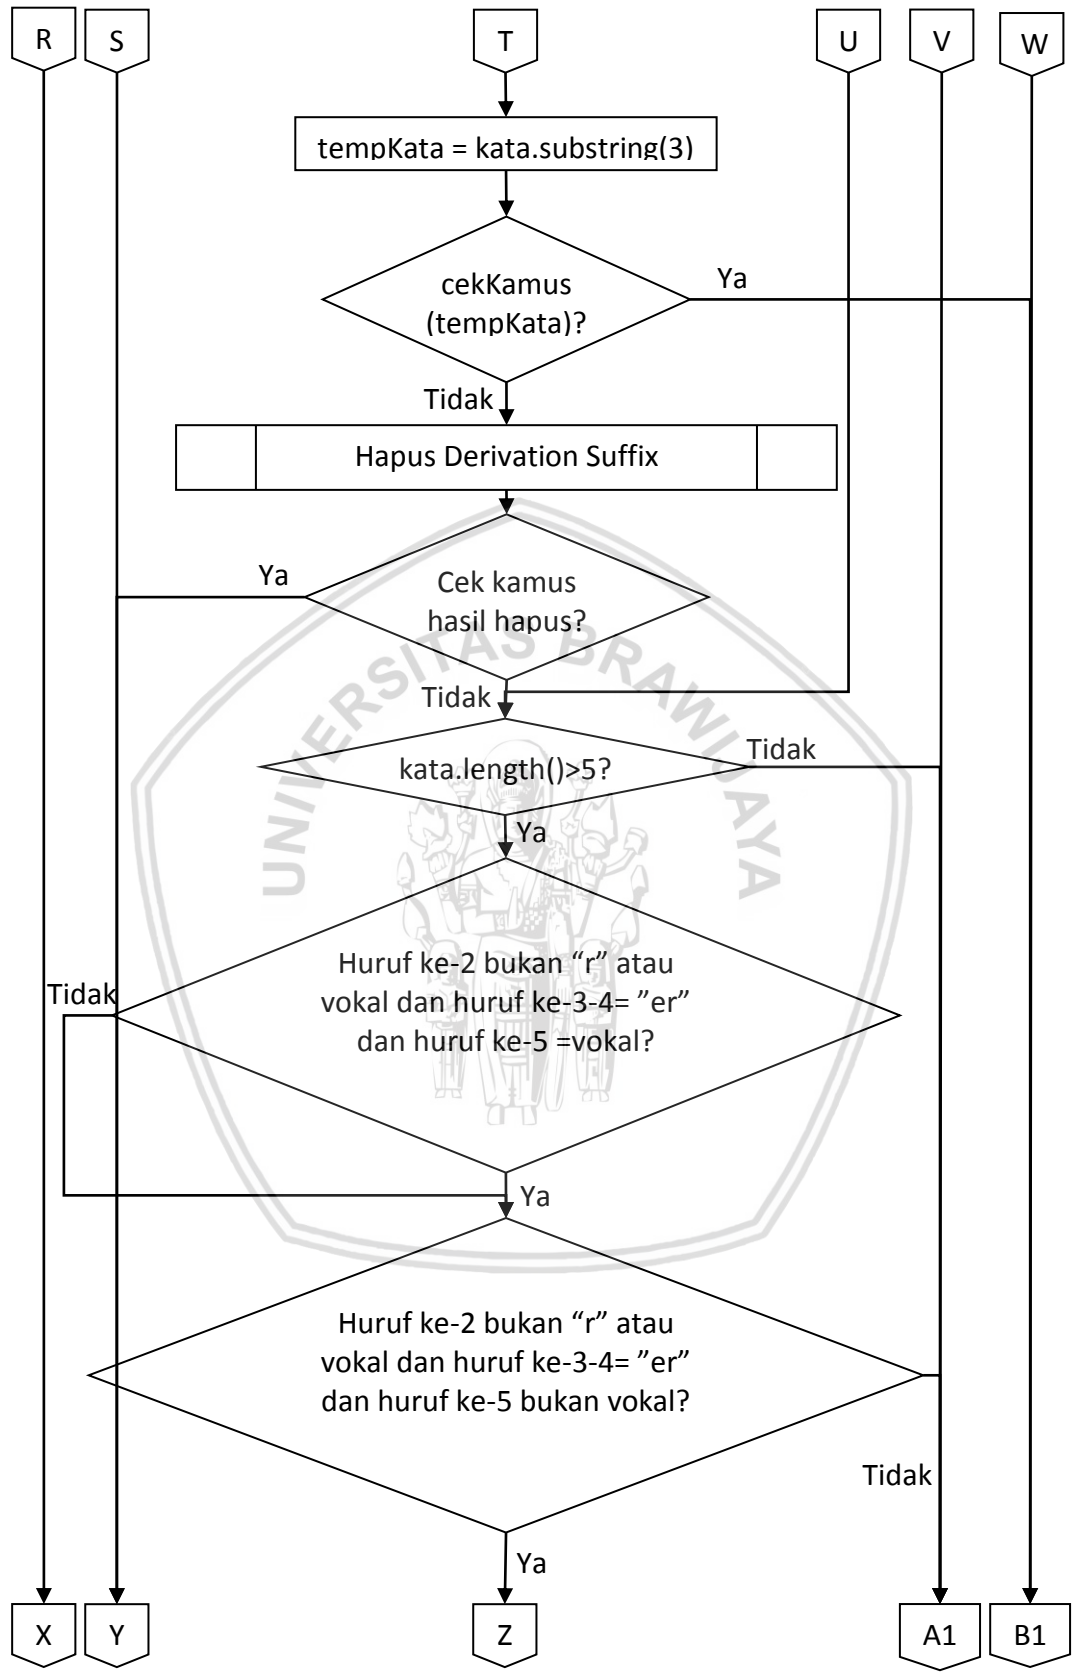 R S T U V W
tempKata = kata.substring(3)
cekKamus
(tempKata)?
Ya
Tidak
Hapus Derivation Suffix
Ya
Cek kamus
hasil hapus?
Tidak
kata.length()>5?
Tidak
Ya
Huruf ke-2 bukan “r” atau
vokal dan huruf ke-3-4= ”er”
dan huruf ke-5 =vokal?
Tidak
Ya
Huruf ke-2 bukan “r” atau
vokal dan huruf ke-3-4= ”er”
dan huruf ke-5 bukan vokal?
Tidak
Ya
X Y Z A1 B1
UNIVERSITAS BRAWIJAYA